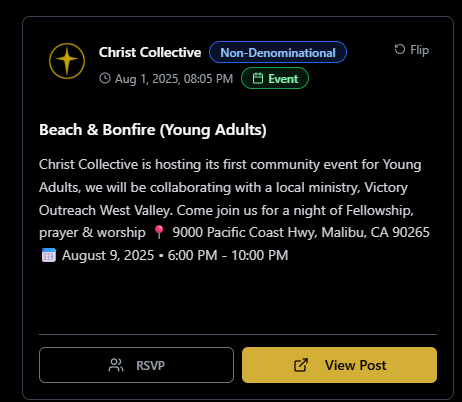 Christ Collective Non-Denominational Flip
Aug 1, 2025, 08:05 PM Event
Beach & Bonfire (Young Adults)
Christ Collective is hosting its first community event for Young
Adults, we will be collaborating with a local ministry, Victory
Outreach West Valley. Come join us for a night of Fellowship,
prayer & worship 📍 9000 Pacific Coast Hwy, Malibu, CA 90265
🗓️ August 9, 2025 • 6:00 PM - 10:00 PM
RSVP View Post